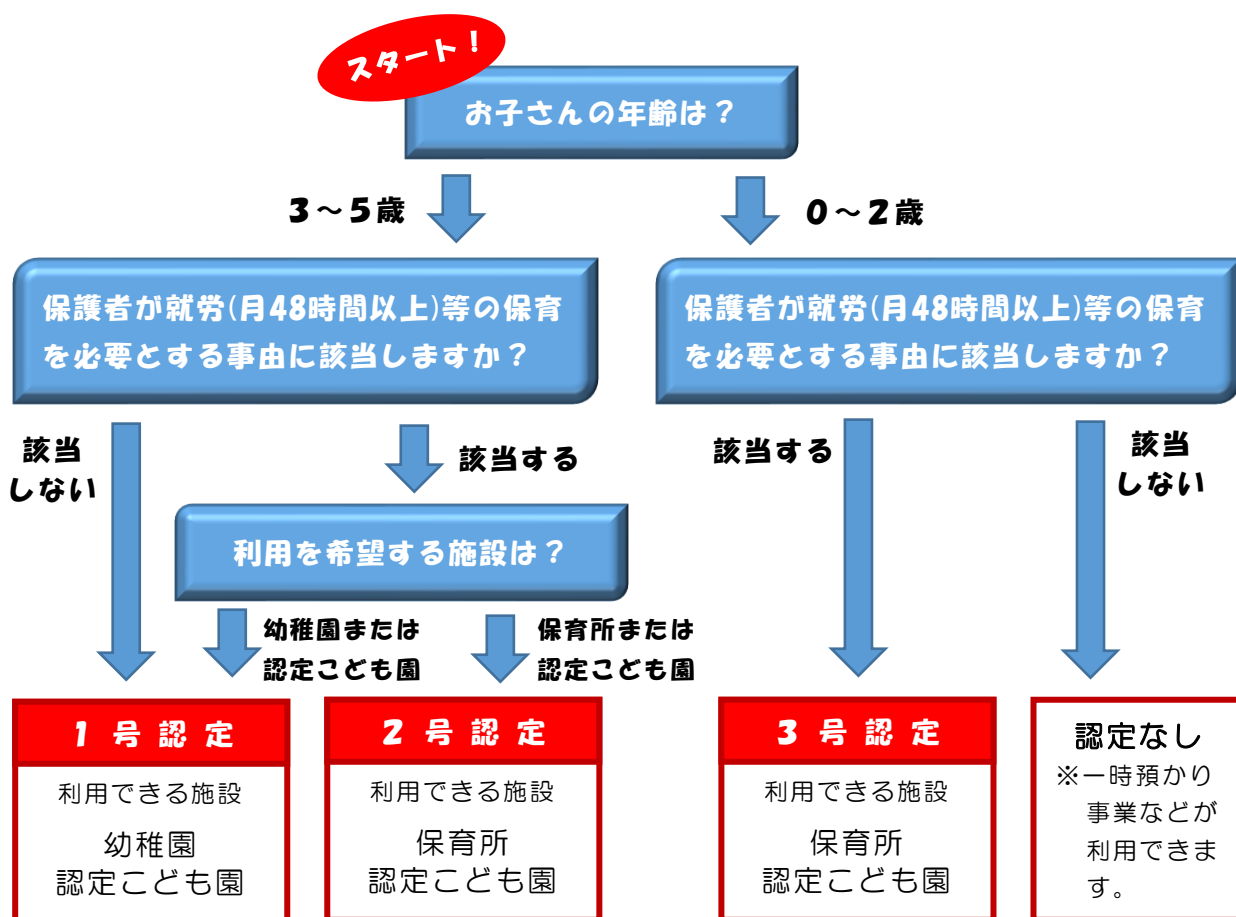 スタート！
お子さんの年齢は？
3～5歳
0～2歳
保護者が就労(月48時間以上)等の保育
を必要とする事由に該当しますか？
保護者が就労(月48時間以上)等の保育
を必要とする事由に該当しますか？
該当
しない
該当する
該当する
該当
しない
利用を希望する施設は？
幼稚園または
認定こども園
保育所または
認定こども園
1号認定
利用できる施設
幼稚園
認定こども園
2号認定
利用できる施設
保育所
認定こども園
3号認定
利用できる施設
保育所
認定こども園
認定なし
※一時預かり
事業などが
利用できま
す。